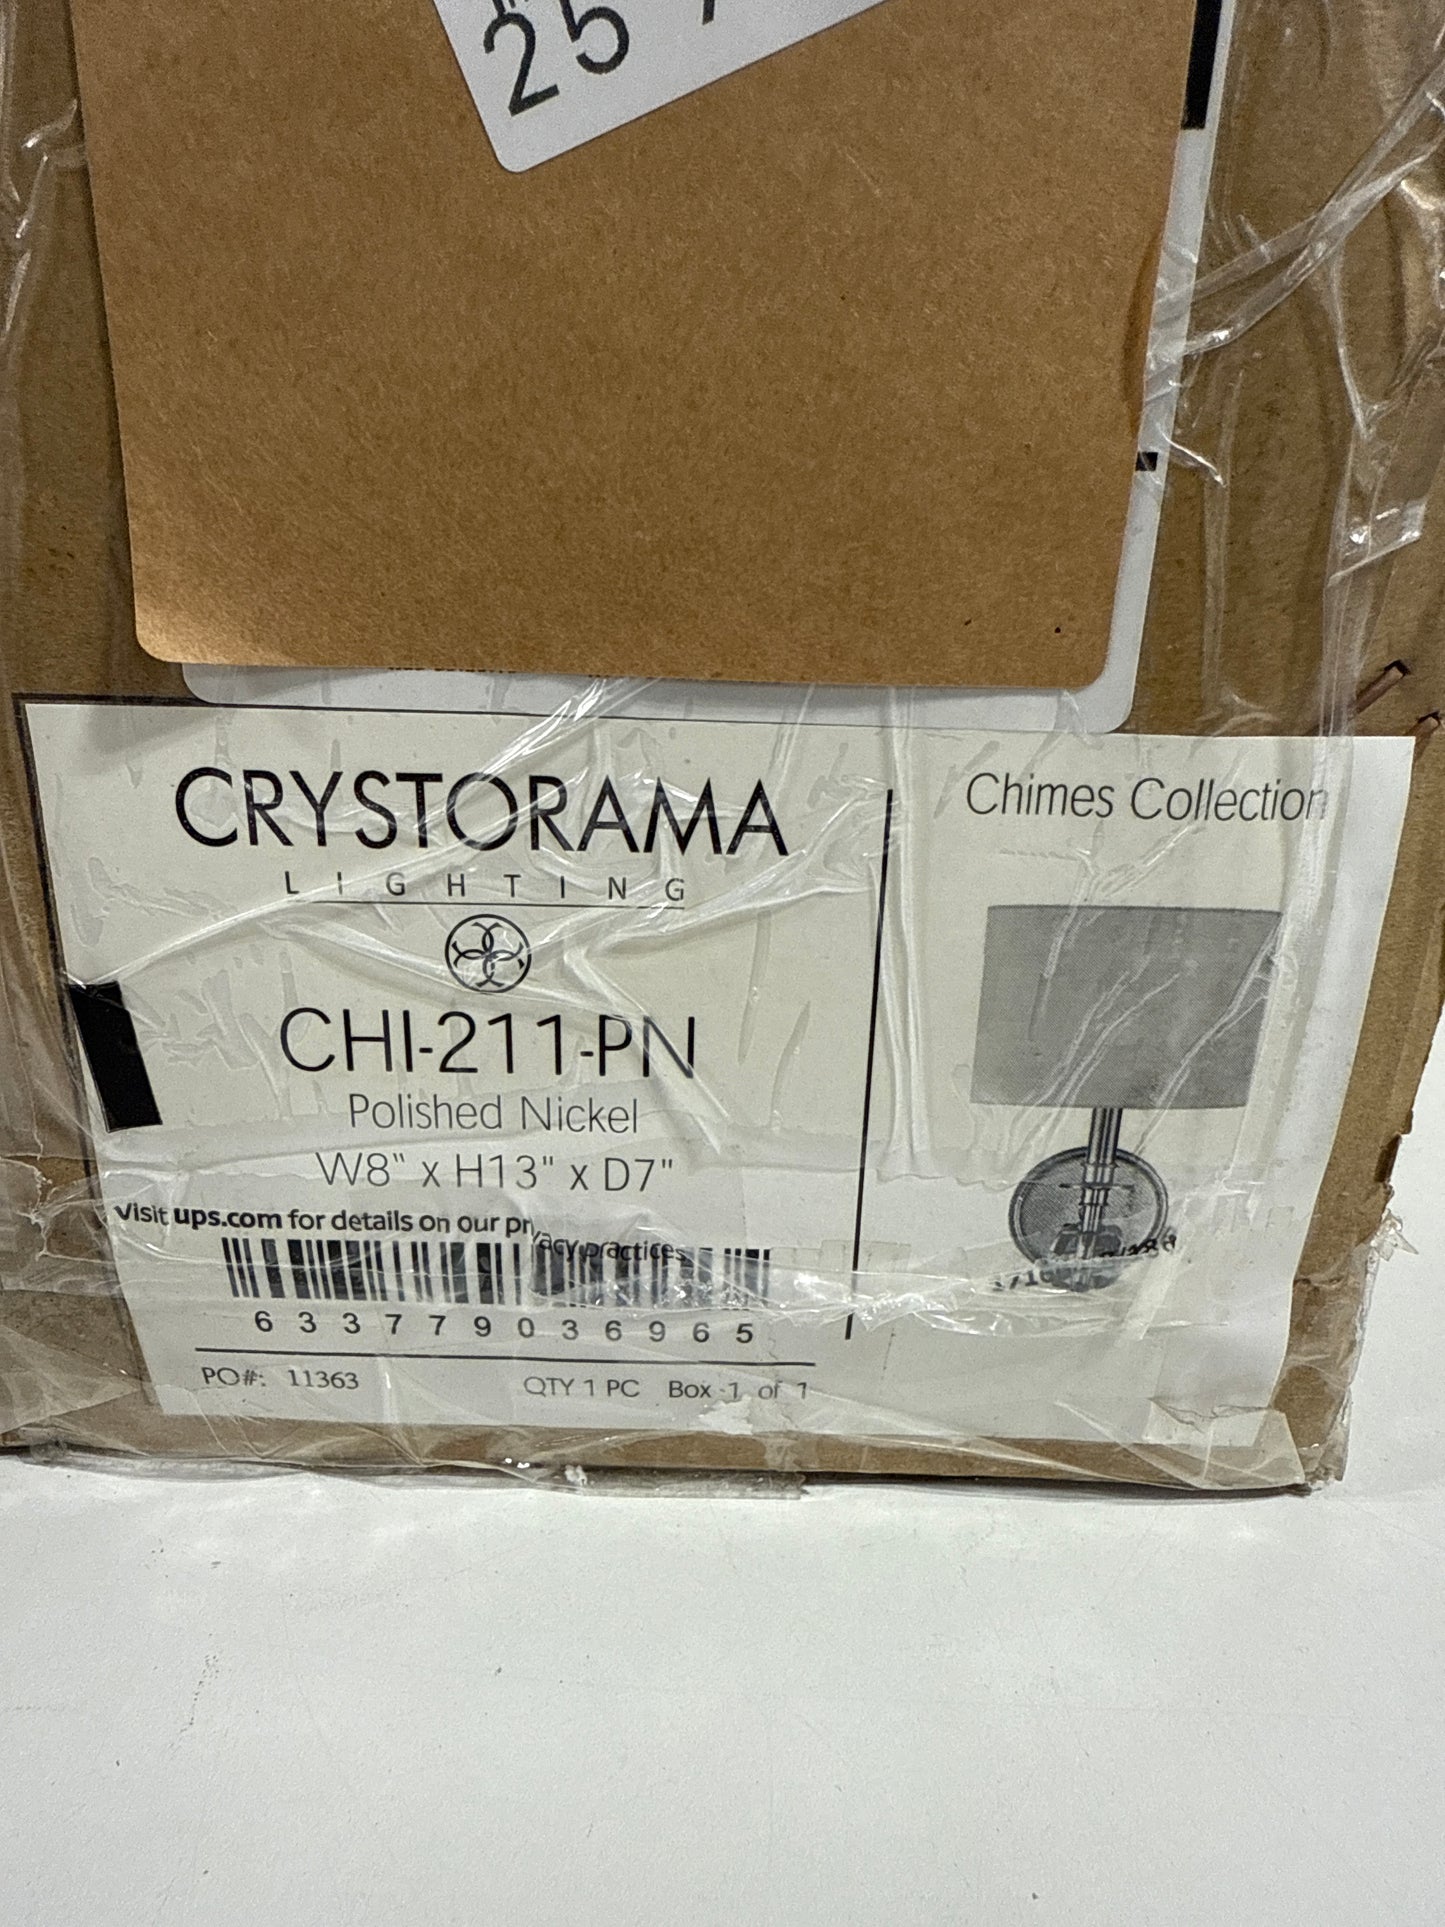 25
CRYSTORAMA
LIGHTING
CHI-211-PN
Polished Nickel
W8" x H13" x D7"
visit ups.com for details on our privacy practices
633779036965
PO#: 11363
QTY 1 PC Box 1 of 1
Chimes Collection